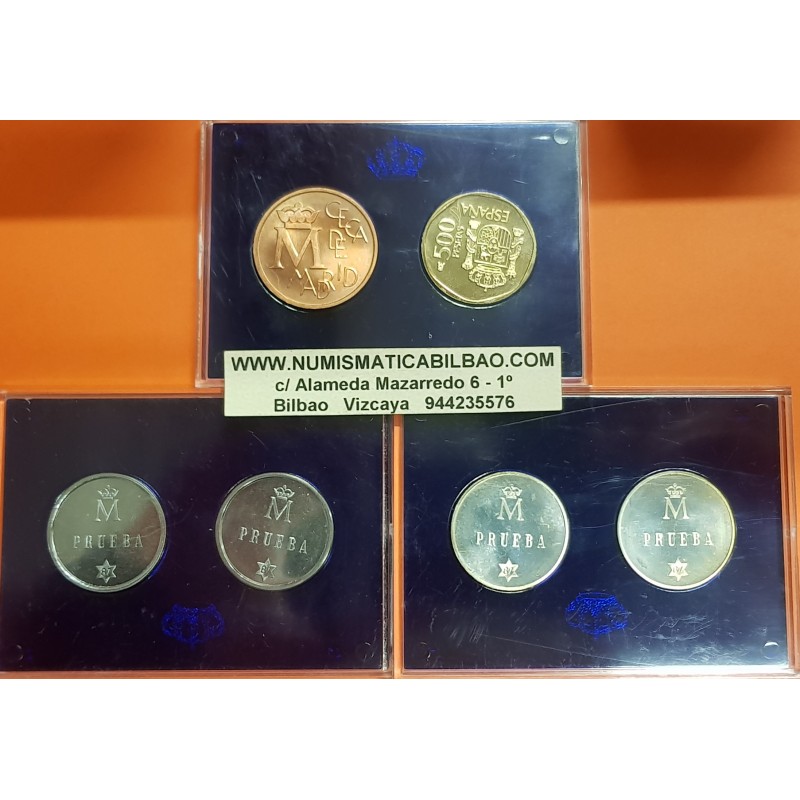 M
CECA
DE
MADRID
500
PESETAS
ESPAÑA
WWW.NUMISMATICABILBAO.COM
c/ Alameda Mazarredo 6 - 1º
Bilbao Vizcaya 944235576
M
PRUEBA
87
M
PRUEBA
M
PRUEBA
M
PRUEBA